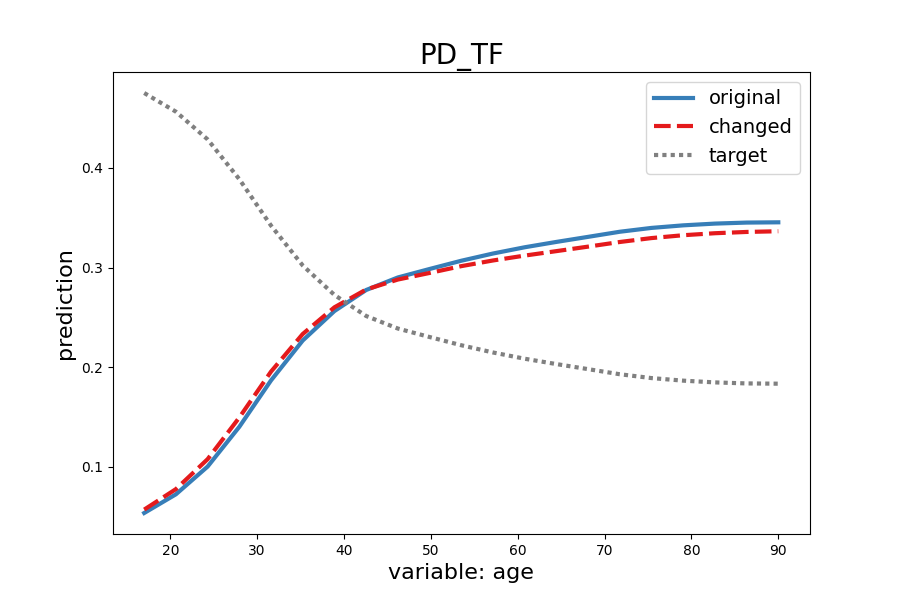 PD_TF
original
changed
target
prediction
0.4
0.3
0.2
0.1
20 30 40 50 60 70 80 90
variable: age